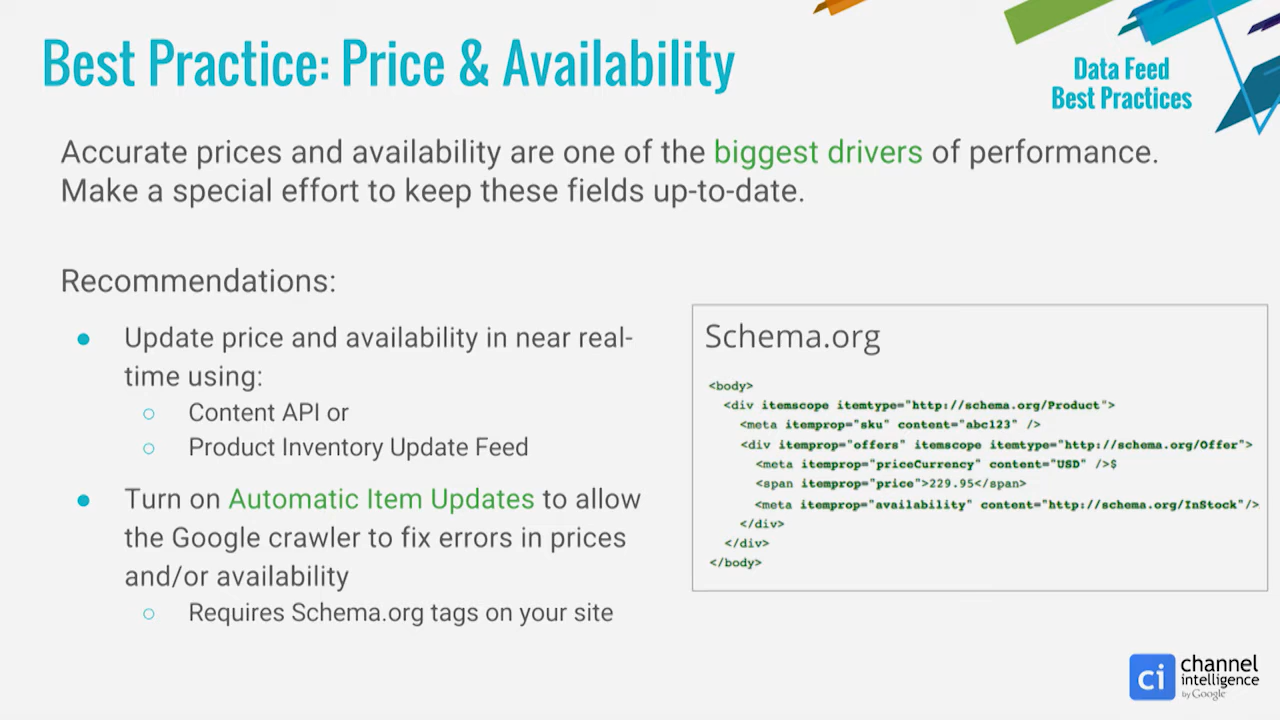 Best Practice: Price & Availability
Data Feed
Best Practices
Accurate prices and availability are one of the biggest drivers of performance.
Make a special effort to keep these fields up-to-date.
Recommendations:
● Update price and availability in near real-
time using:
○ Content API or
○ Product Inventory Update Feed
● Turn on Automatic Item Updates to allow
the Google crawler to fix errors in prices
and/or availability
○ Requires Schema.org tags on your site
Schema.org
<body>
<div itemscope itemtype="http://schema.org/Product">
<meta itemprop="sku" content="abc123" />
<div itemprop="offers" itemscope itemtype="http://schema.org/Offer">
<meta itemprop="priceCurrency" content="USD" />$
<span itemprop="price">229.95</span>
<meta itemprop="availability" content="http://schema.org/InStock"/>
</div>
</div>
</body>
ci
channel
intelligence
by Google